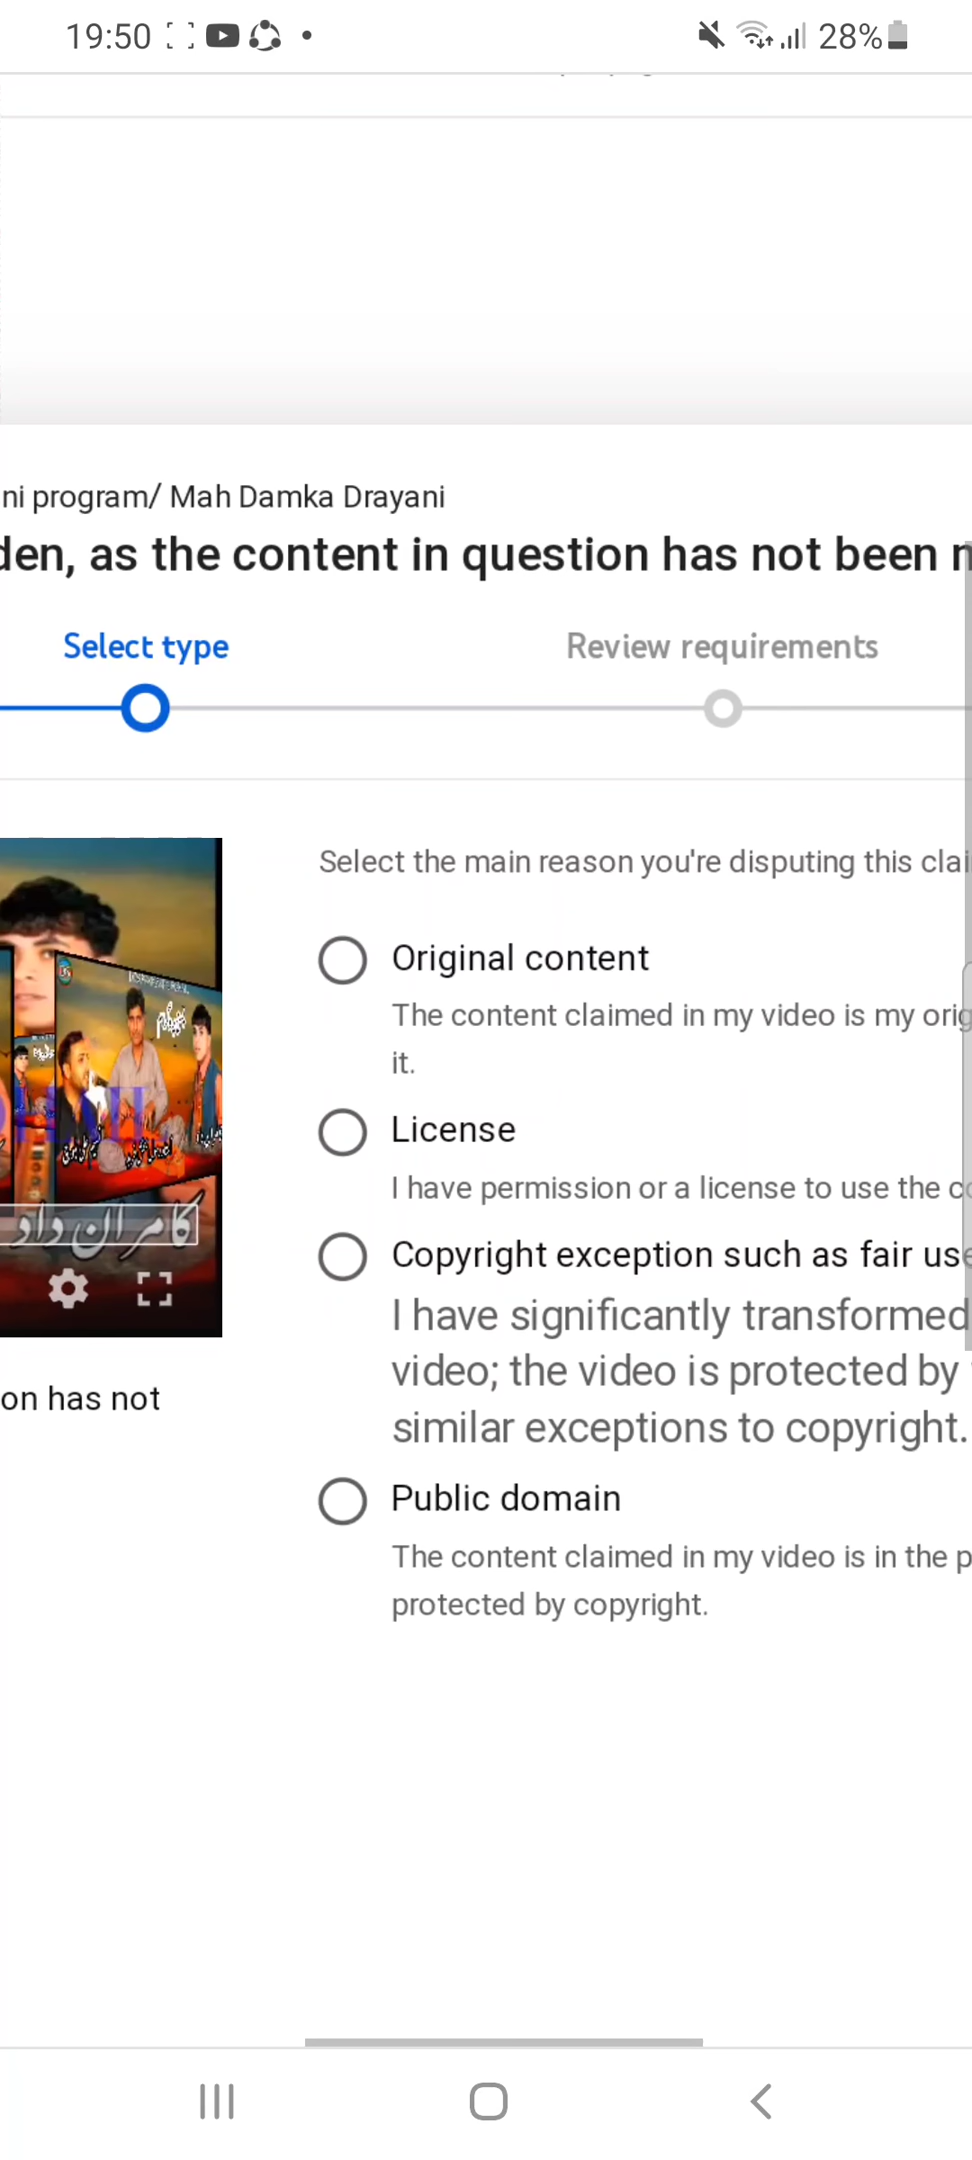 19:50
28%
ni program/ Mah Damka Drayani
den, as the content in question has not been
Select type
Review requirements
Select the main reason you're disputing this clai
Original content
The content claimed in my video is my orig
it.
License
I have permission or a license to use the c
Copyright exception such as fair use
I have significantly transformed
video; the video is protected by
similar exceptions to copyright.
Public domain
The content claimed in my video is in the p
protected by copyright.
کامران داد
on has not